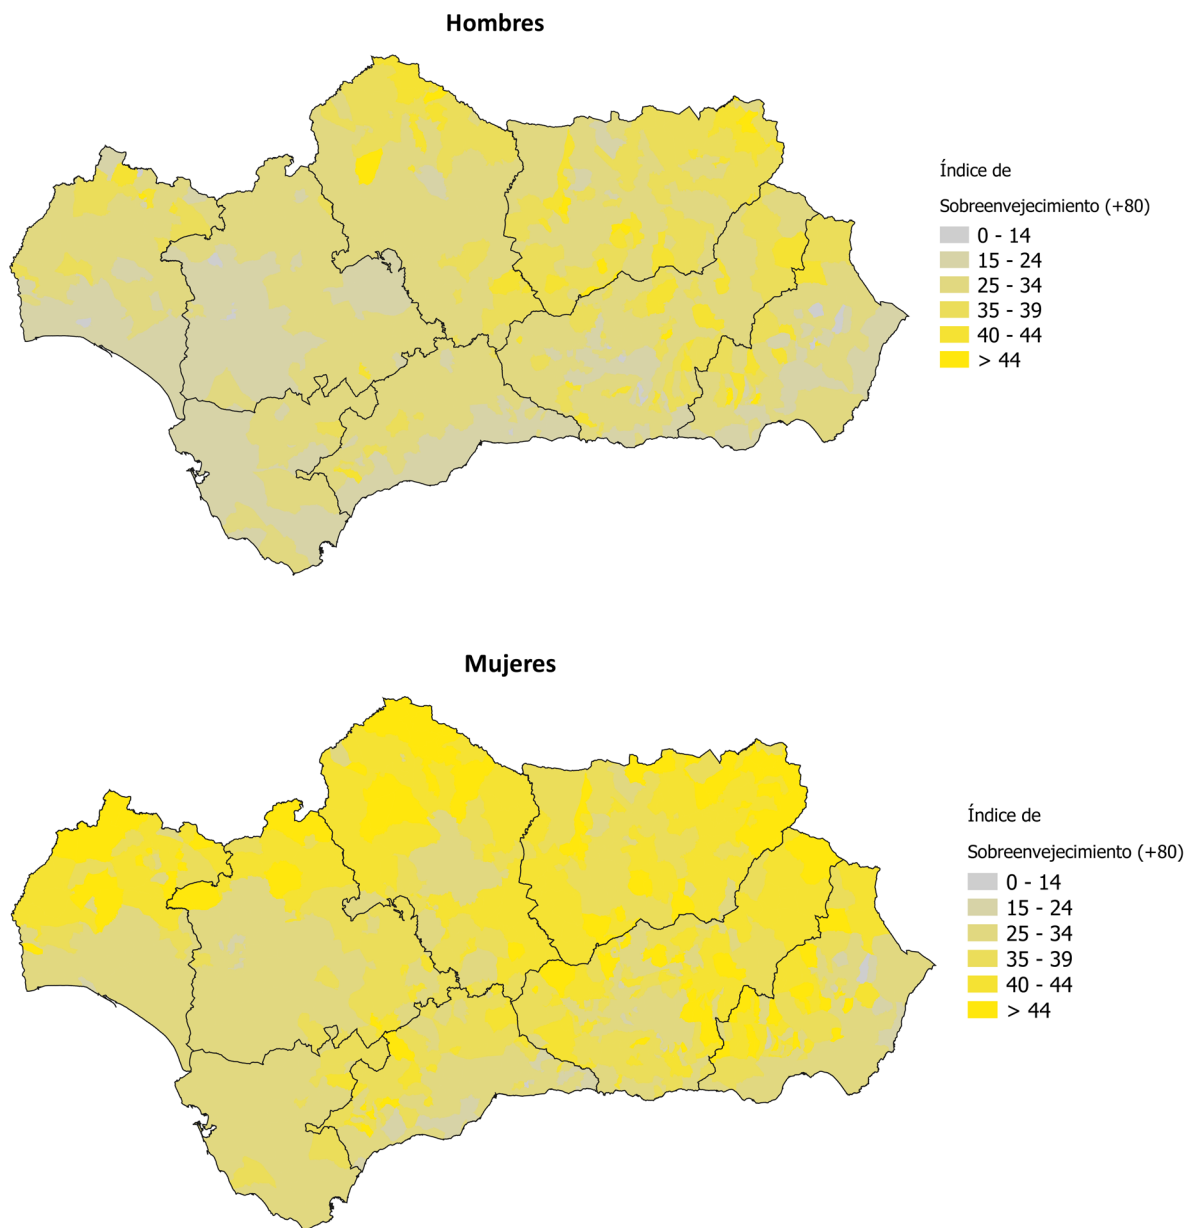 Hombres
Índice de
Sobreenvejecimiento (+80)
0 - 14
15 - 24
25 - 34
35 - 39
40 - 44
> 44
Mujeres
Índice de
Sobreenvejecimiento (+80)
0 - 14
15 - 24
25 - 34
35 - 39
40 - 44
> 44